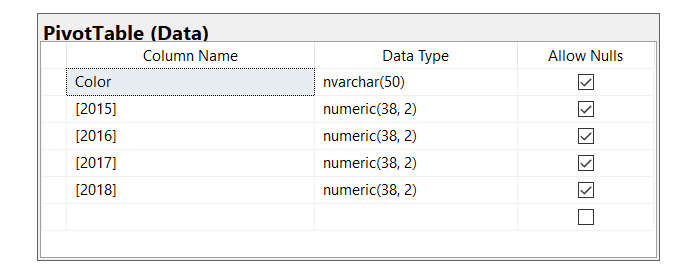 PivotTable (Data)
Column Name Data Type Allow Nulls
Color nvarchar(50)
[2015] numeric(38, 2)
[2016] numeric(38, 2)
[2017] numeric(38, 2)
[2018] numeric(38, 2)